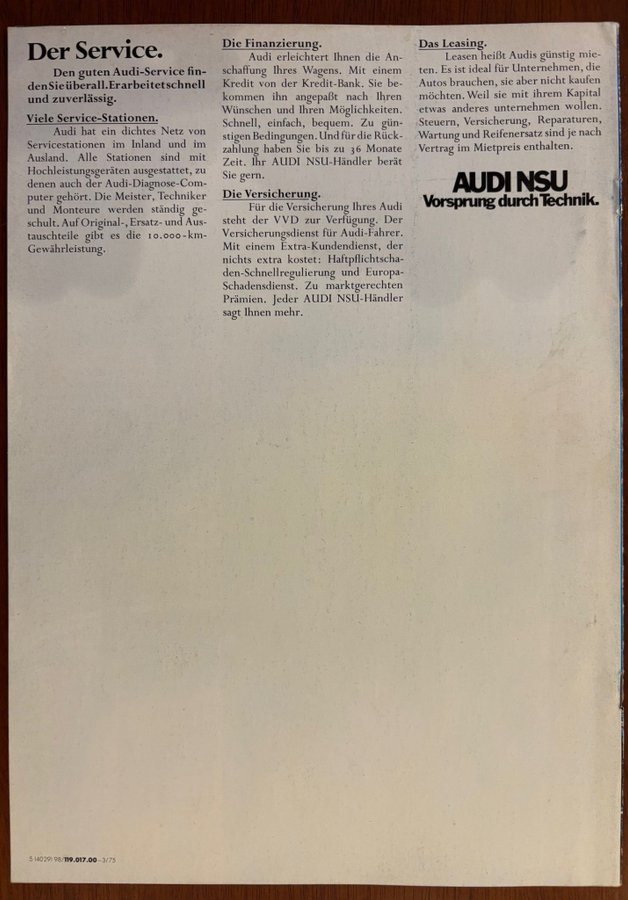 Der Service.
Den guten Audi-Service fin-
den Sie überall. Er arbeitet schnell
und zuverlässig.
Viele Service-Stationen.
Audi hat ein dichtes Netz von
Servicestationen im Inland und im
Ausland. Alle Stationen sind mit
Hochleistungsgeräten ausgestattet, zu
denen auch der Audi-Diagnose-Com-
puter gehört. Die Meister, Techniker
und Monteure werden ständig ge-
schult. Auf Original-, Ersatz- und Aus-
tauschteile gibt es die 10.000-km-
Gewährleistung.
Die Finanzierung.
Audi erleichtert Ihnen die An-
schaffung Ihres Wagens. Mit einem
Kredit von der Kredit-Bank. Sie be-
kommen ihn angepaßt nach Ihren
Wünschen und Ihren Möglichkeiten.
Schnell, einfach, bequem. Zu gün-
stigen Bedingungen. Und für die Rück-
zahlung haben Sie bis zu 36 Monate
Zeit. Ihr AUDI NSU-Händler berät
Sie gern.
Die Versicherung.
Für die Versicherung Ihres Audi
steht der VVD zur Verfügung. Der
Versicherungsdienst für Audi-Fahrer.
Mit einem Extra-Kundendienst, der
nichts extra kostet: Haftpflichtscha-
den-Schnellregulierung und Europa-
Schadensdienst. Zu marktgerechten
Prämien. Jeder AUDI NSU-Händler
sagt Ihnen mehr.
Das Leasing.
Leasen heißt Audis günstig mie-
ten. Es ist ideal für Unternehmen, die
Autos brauchen, sie aber nicht kaufen
möchten. Weil sie mit ihrem Kapital
etwas anderes unternehmen wollen.
Steuern, Versicherung, Reparaturen,
Wartung und Reifenersatz sind je nach
Vertrag im Mietpreis enthalten.
AUDI NSU
Vorsprung durch Technik.
5 (4029) 98/119.017.00-3/75